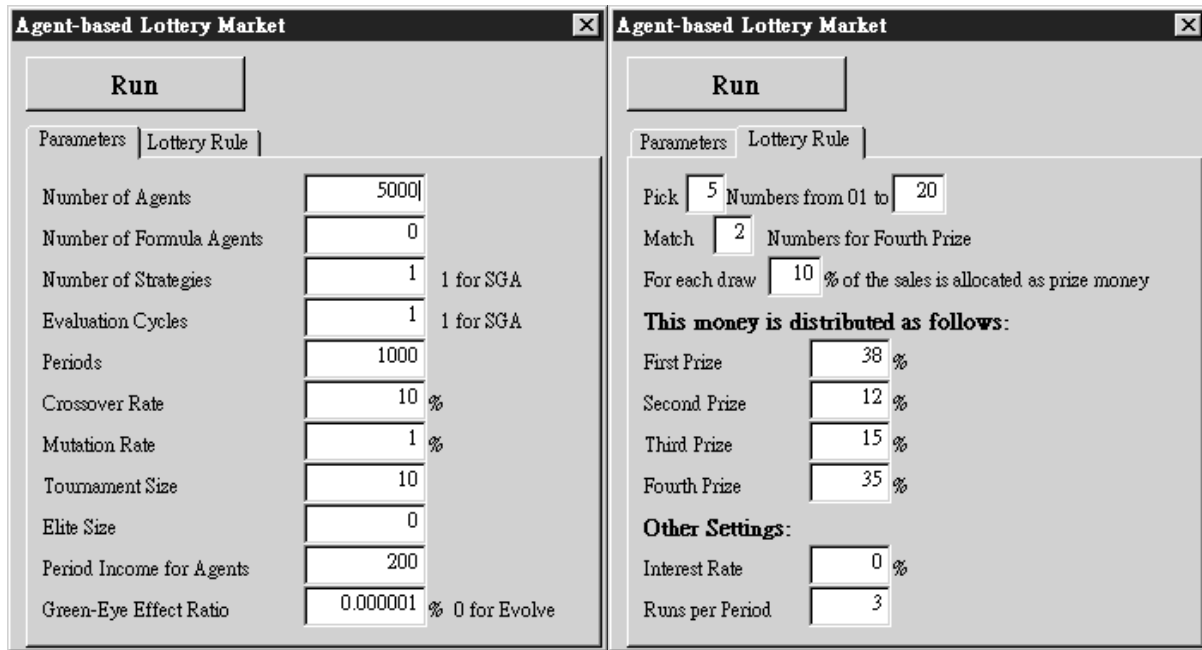 Agent-based Lottery Market
Run
Parameters Lottery Rule
Number of Agents 5000
Number of Formula Agents 0
Number of Strategies 1 1 for SGA
Evaluation Cycles 1 1 for SGA
Periods 1000
Crossover Rate 10 %
Mutation Rate 1 %
Tournament Size 10
Elite Size 0
Period Income for Agents 200
Green-Eye Effect Ratio 0.000001 % 0 for Evolve
Agent-based Lottery Market
Run
Parameters Lottery Rule
Pick 5 Numbers from 01 to 20
Match 2 Numbers for Fourth Prize
For each draw 10 % of the sales is allocated as prize money
This money is distributed as follows:
First Prize 38 %
Second Prize 12 %
Third Prize 15 %
Fourth Prize 35 %
Other Settings:
Interest Rate 0 %
Runs per Period 3